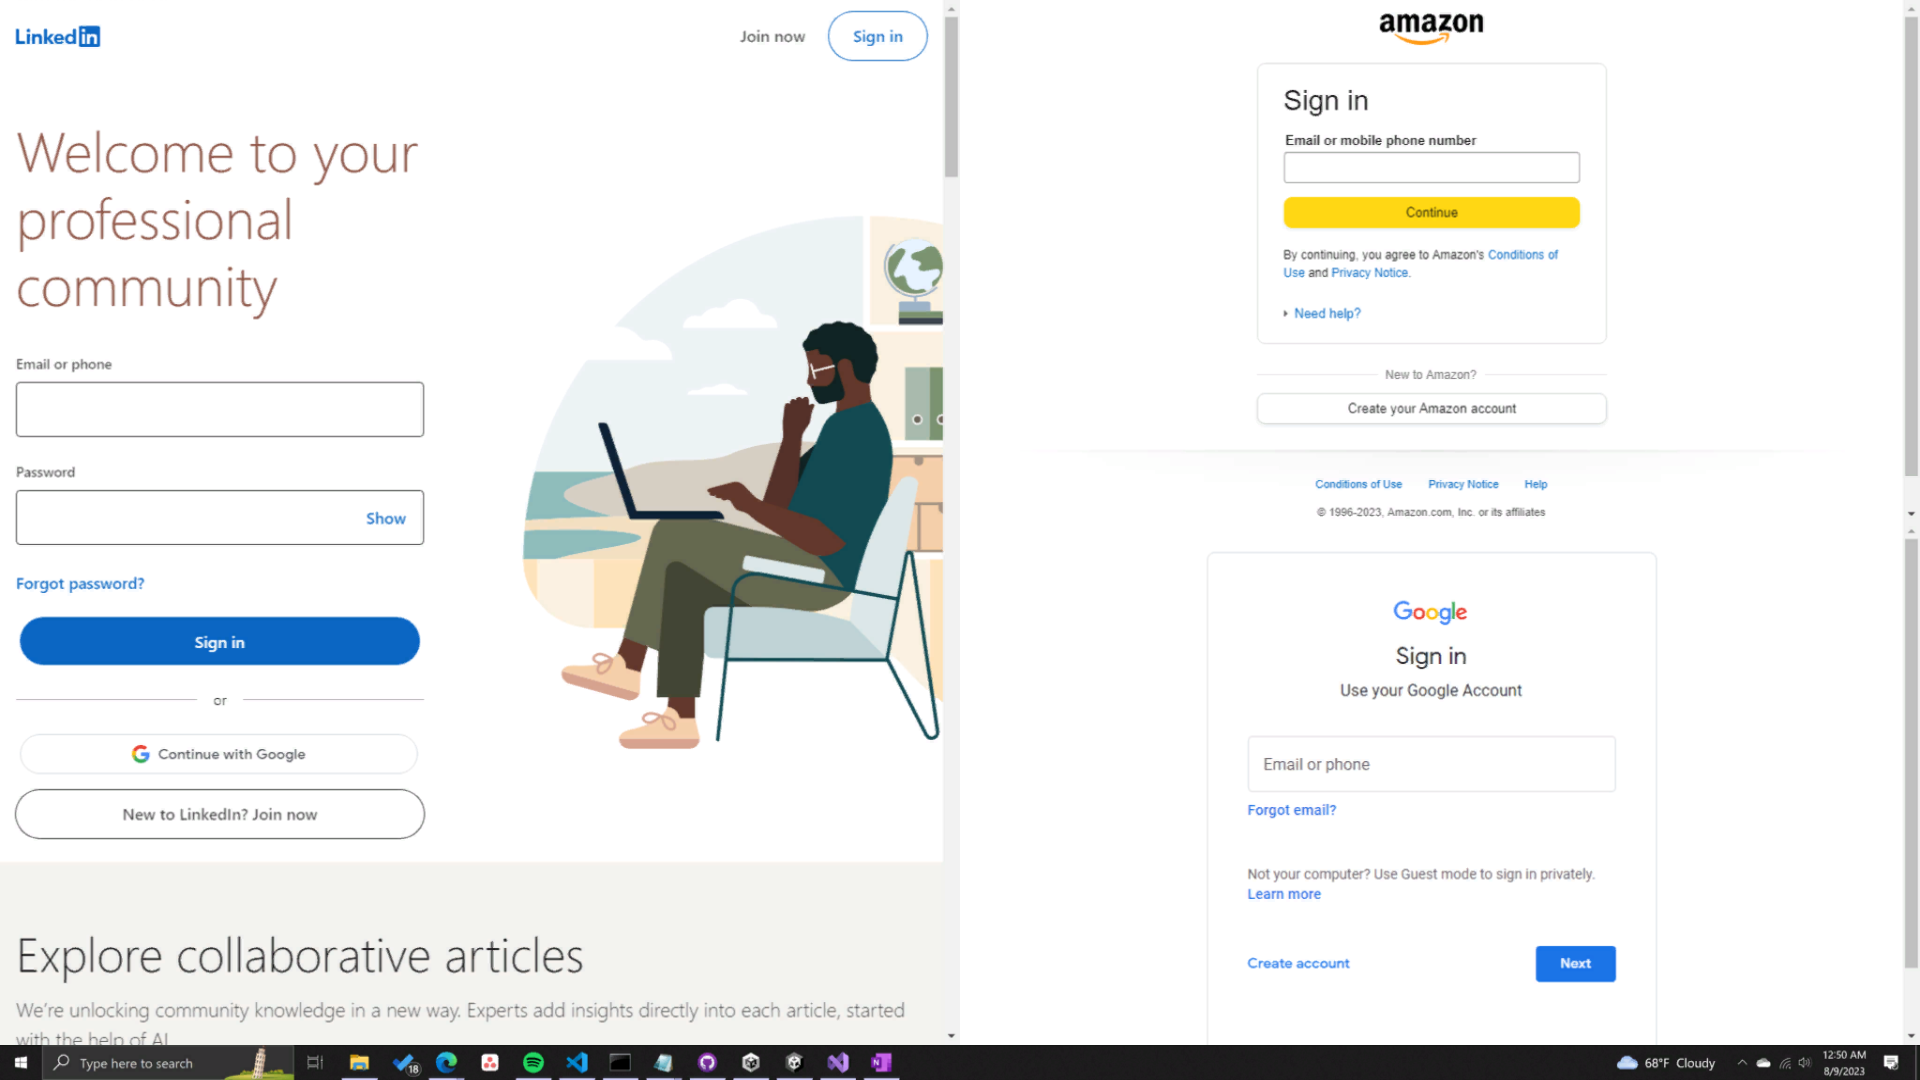 LinkedIn
Join now
Sign in
Welcome to your
professional
community
Email or phone
Password
Show
Forgot password?
Sign in
or
Continue with Google
New to LinkedIn? Join now
Explore collaborative articles
We're unlocking community knowledge in a new way. Experts add insights directly into each article, started
with the help of AI
amazon
Sign in
Email or mobile phone number
Continue
By continuing, you agree to Amazon's Conditions of
Use and Privacy Notice.
Need help?
New to Amazon?
Create your Amazon account
Conditions of Use Privacy Notice Help
© 1996-2023, Amazon.com, Inc. or its affiliates
Google
Sign in
Use your Google Account
Email or phone
Forgot email?
Not your computer? Use Guest mode to sign in privately.
Learn more
Create account
Next
Type here to search
18
68°F Cloudy
12:50 AM
8/9/2023